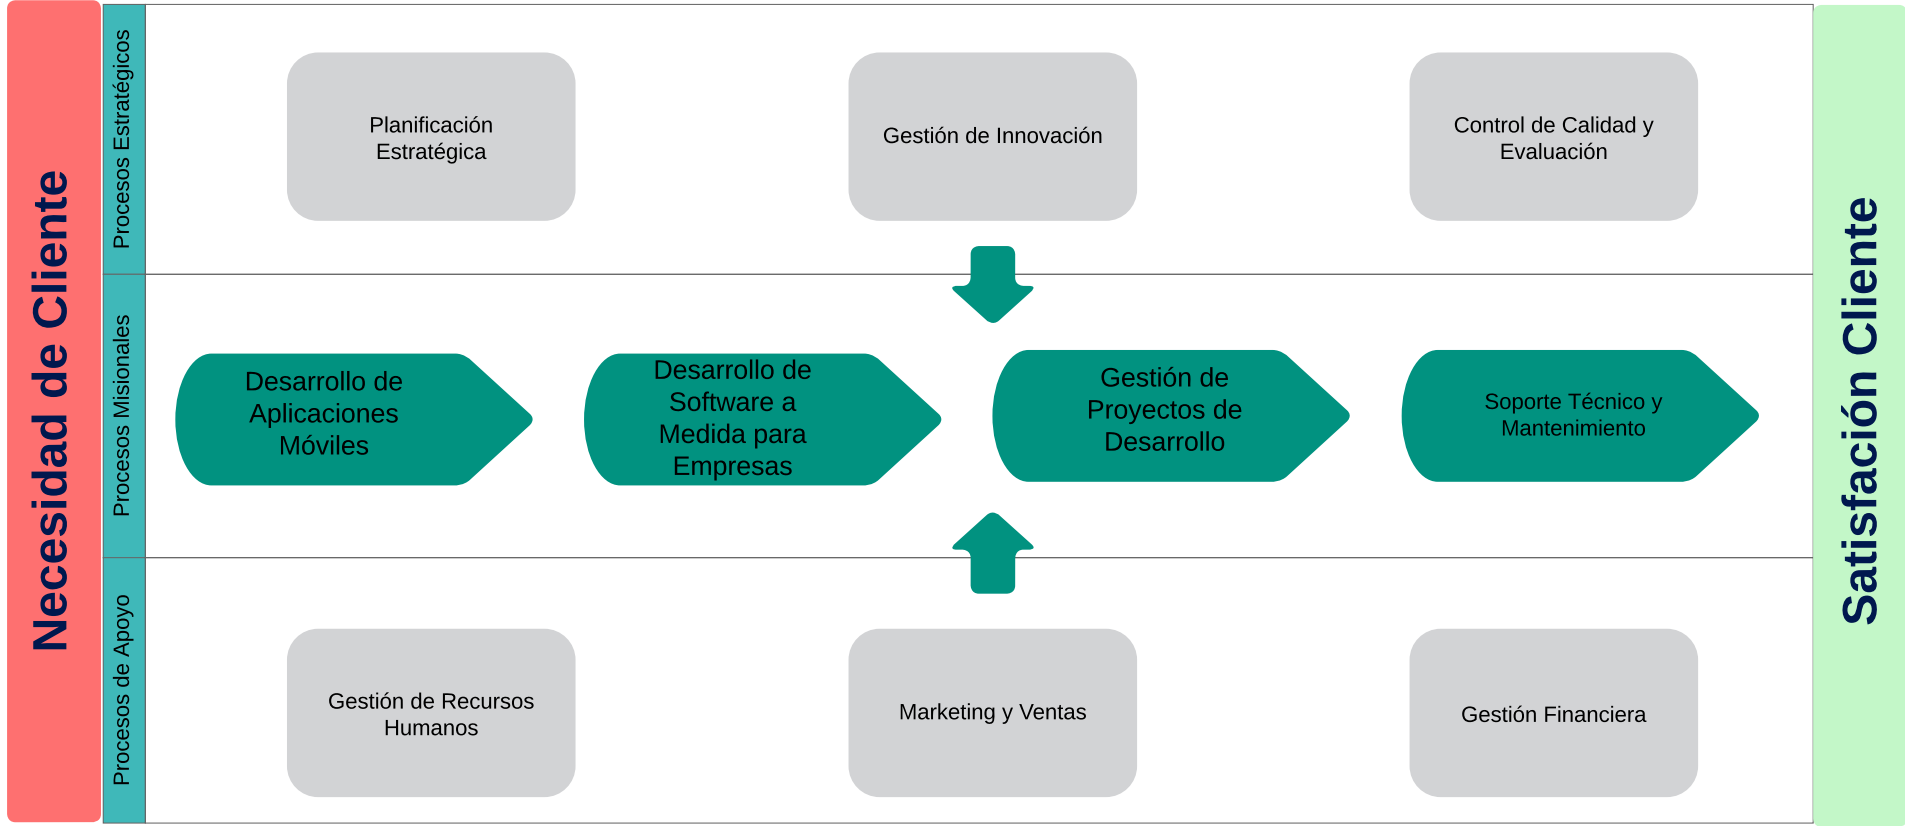 Necesidad de Cliente
Procesos Estratégicos
Planificación
Estratégica
Gestión de Innovación
Control de Calidad y
Evaluación
Procesos Misionales
Desarrollo de
Aplicaciones
Móviles
Desarrollo de
Software a
Medida para
Empresas
Gestión de
Proyectos de
Desarrollo
Soporte Técnico y
Mantenimiento
Procesos de Apoyo
Gestión de Recursos
Humanos
Marketing y Ventas
Gestión Financiera
Satisfacción Cliente